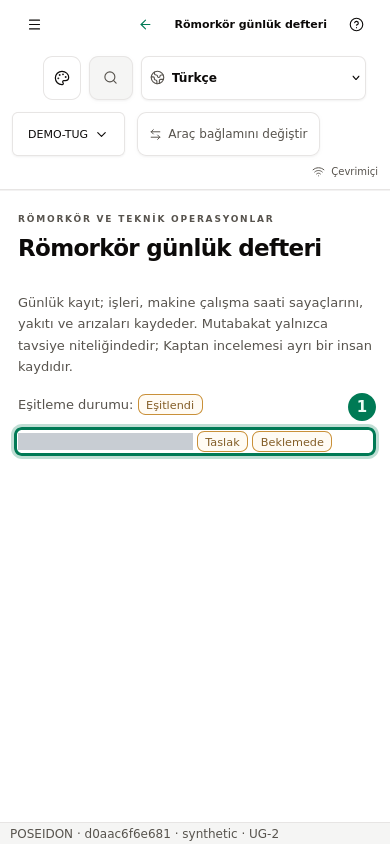 Römorkör günlük defteri
Türkçe
DEMO-TUG
Araç bağlamını değiştir
Çevrimiçi
RÖMORKÖR VE TEKNİK OPERASYONLAR
Römorkör günlük defteri
Günlük kayıt; işleri, makine çalışma saati sayaçlarını,
yakıtı ve arızaları kaydeder. Mutabakat yalnızca
tavsiye niteliğindedir; Kaptan incelemesi ayrı bir insan
kaydıdır.
Eşitleme durumu: Eşitlendi
1
Taslak Beklemede
POSEIDON · d0aac6f6e681 · synthetic · UG-2